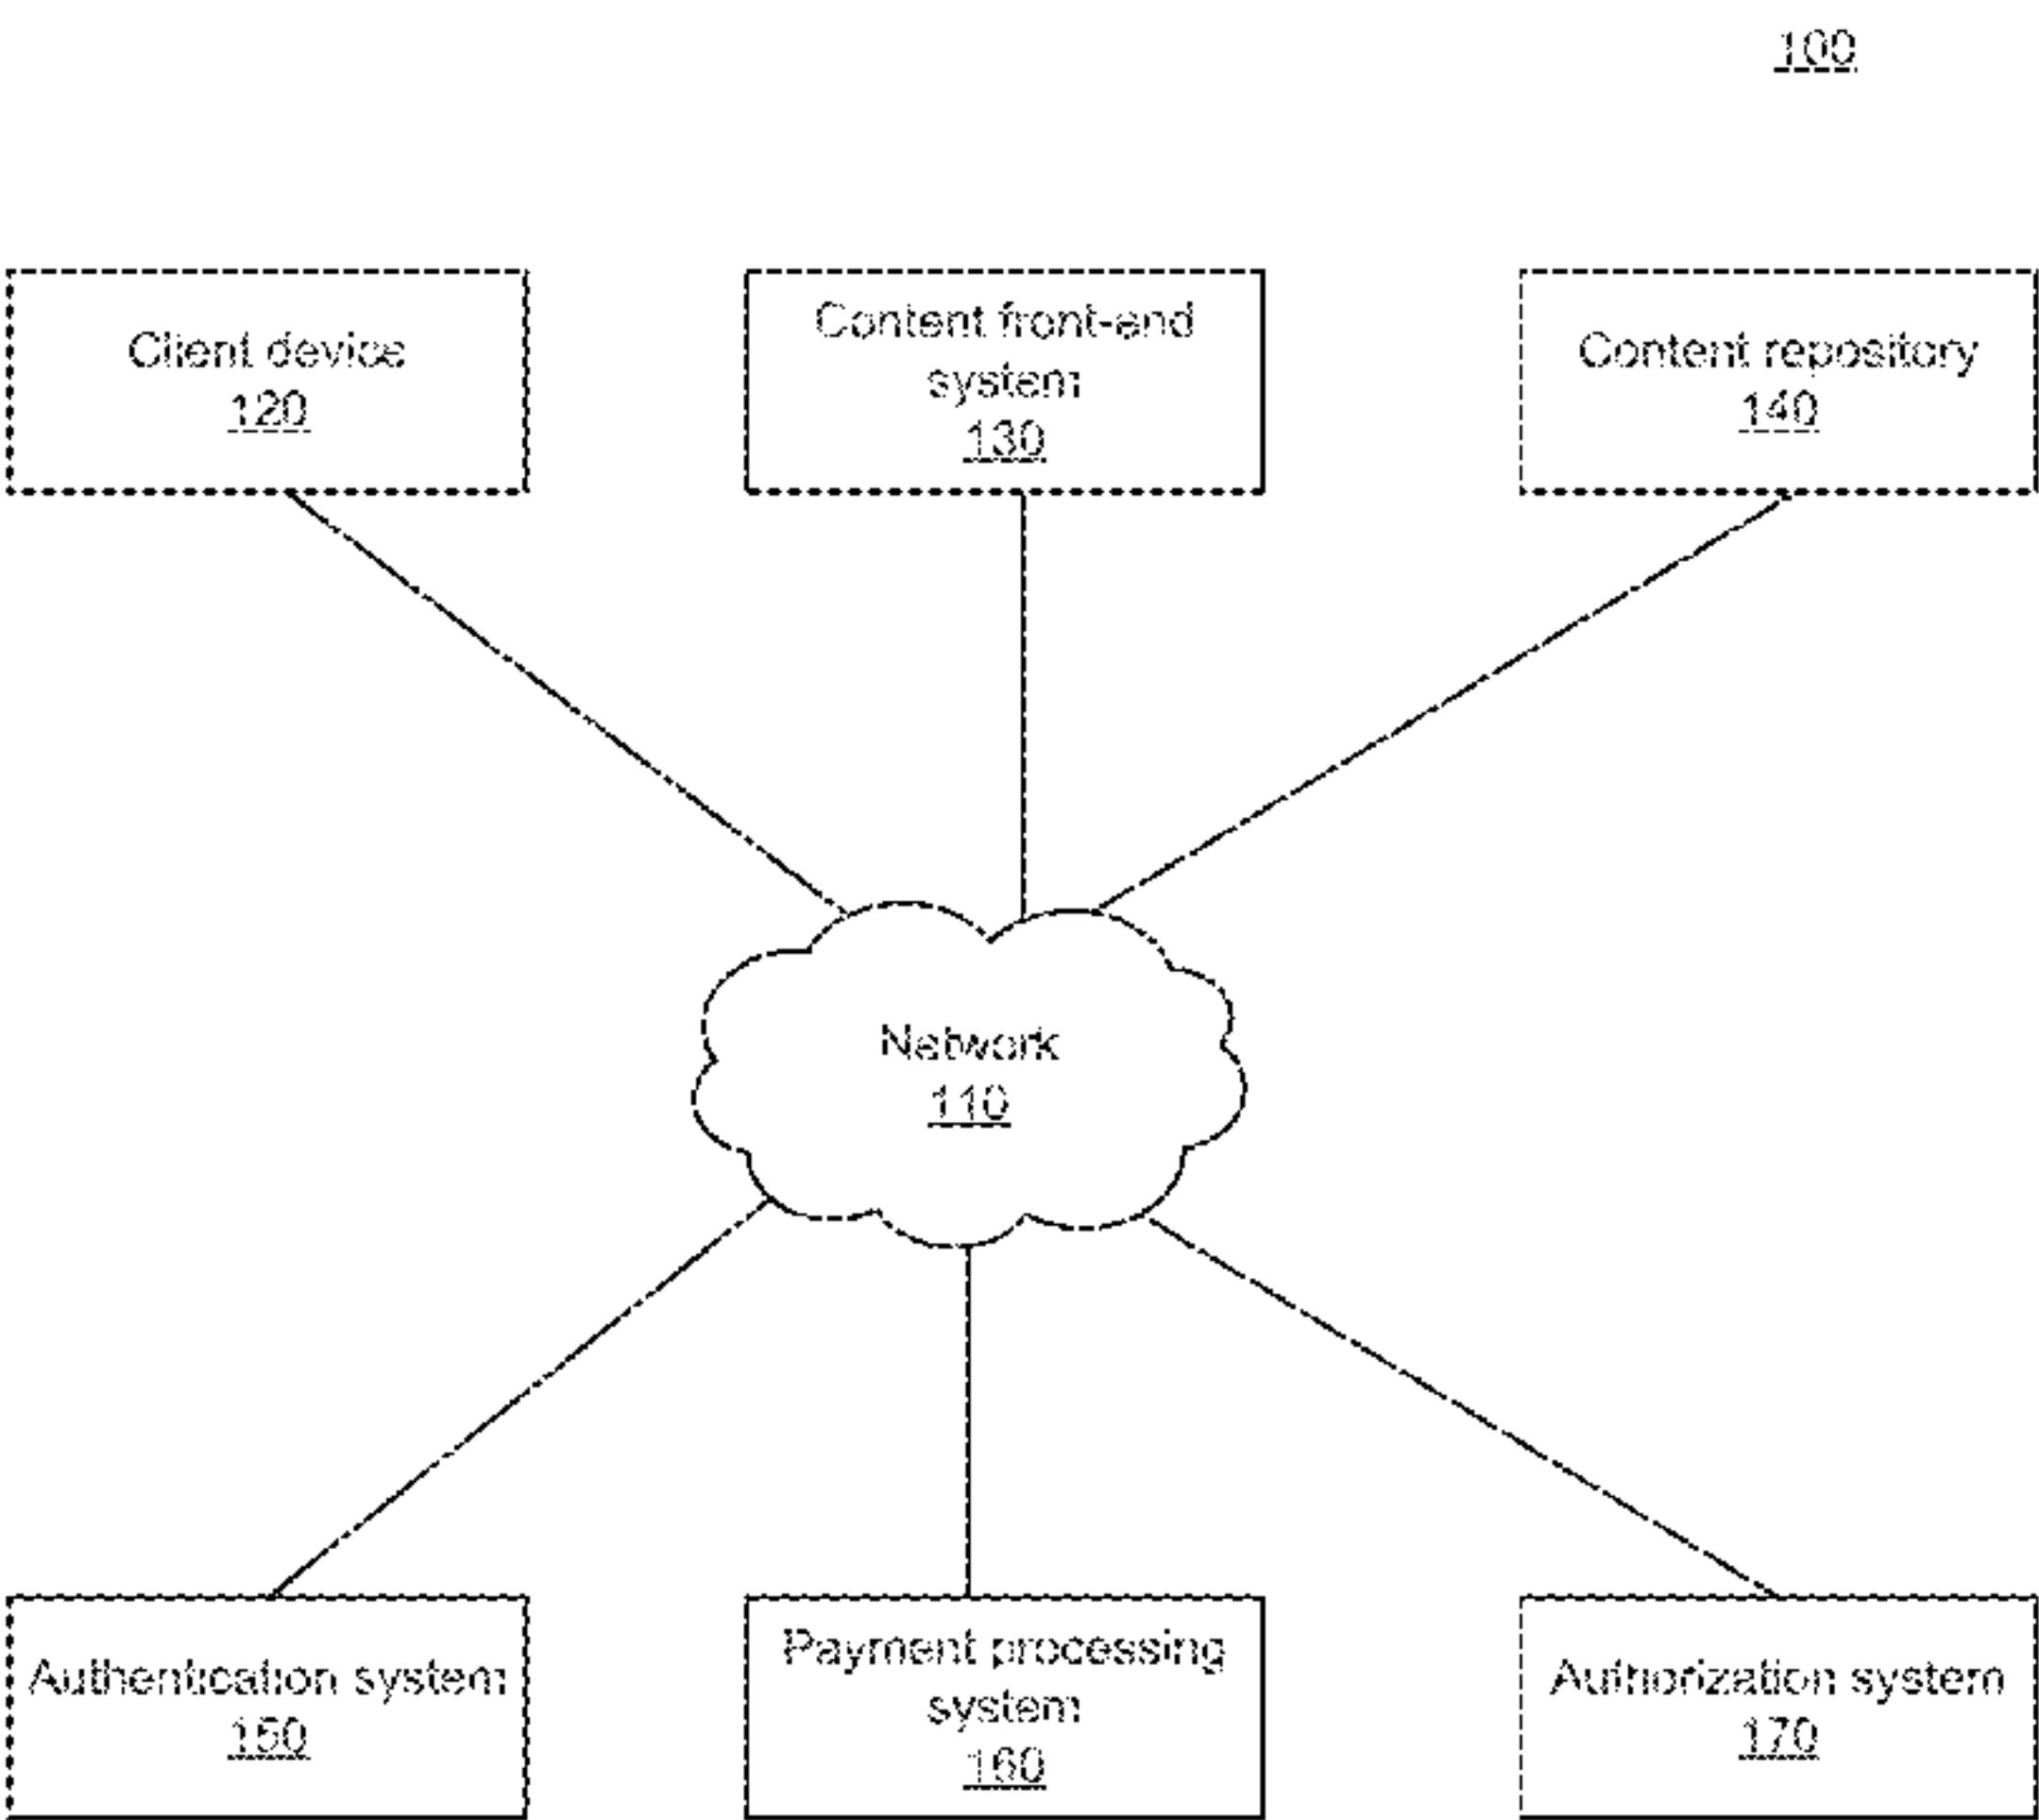 100
Client device
120
Content front-end
system
130
Content repository
140
Network
110
Authentication system
150
Payment processing
system
160
Authorization system
170